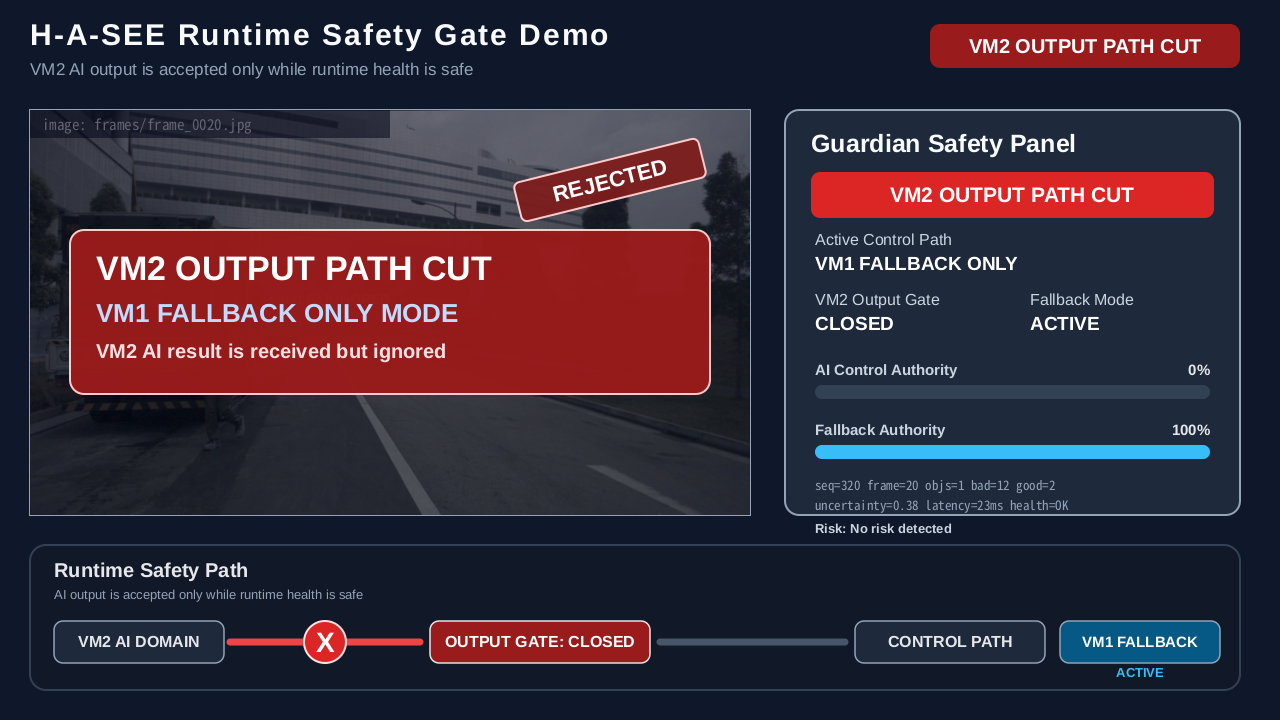 H-A-SEE Runtime Safety Gate Demo
VM2 AI output is accepted only while runtime health is safe
VM2 OUTPUT PATH CUT
image: frames/frame_0020.jpg
REJECTED
VM2 OUTPUT PATH CUT
VM1 FALLBACK ONLY MODE
VM2 AI result is received but ignored
Guardian Safety Panel
VM2 OUTPUT PATH CUT
Active Control Path
VM1 FALLBACK ONLY
VM2 Output Gate
CLOSED
Fallback Mode
ACTIVE
AI Control Authority 0%
Fallback Authority 100%
seq=320 frame=20 objs=1 bad=12 good=2
uncertainty=0.38 latency=23ms health=OK
Risk: No risk detected
Runtime Safety Path
AI output is accepted only while runtime health is safe
VM2 AI DOMAIN
X
OUTPUT GATE: CLOSED
CONTROL PATH
VM1 FALLBACK
ACTIVE